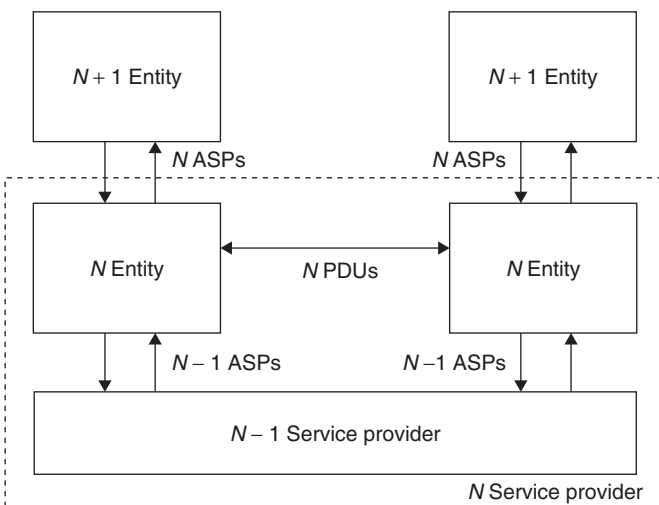 N + 1 Entity
N + 1 Entity
N ASPs
N ASPs
N Entity
N PDUs
N Entity
N – 1 ASPs
N –1 ASPs
N – 1 Service provider
N Service provider